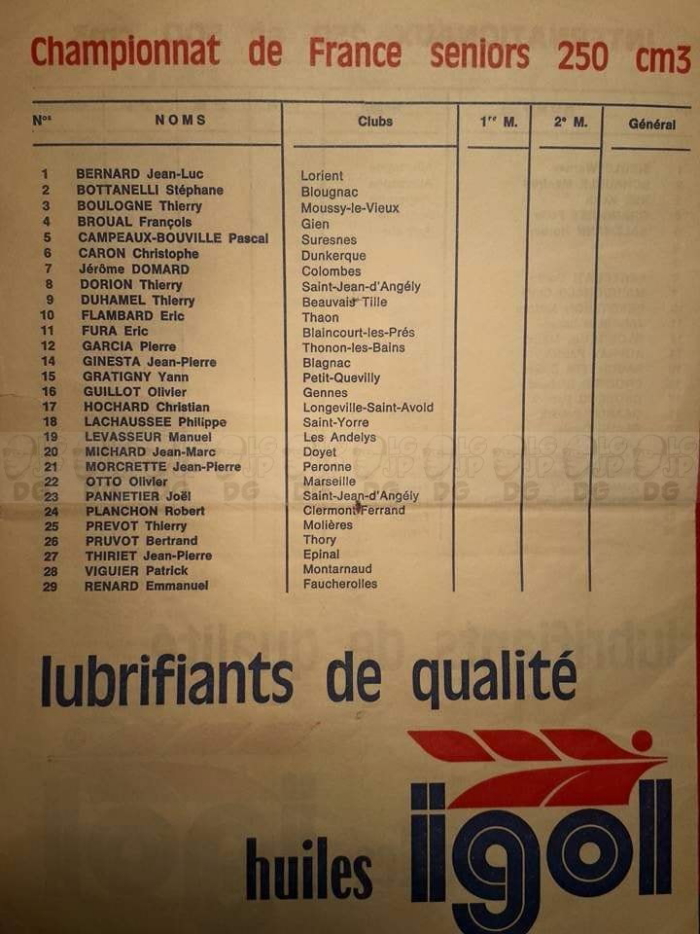 Championnat de France seniors 250 cm3
Nos NOMS Clubs 1re M. 2e M. Général
1 BERNARD Jean-Luc Lorient
2 BOTTANELLI Stéphane Blougnac
3 BOULOGNE Thierry Moussy-le-Vieux
4 BROUAL François Gien
5 CAMPEAUX-BOUVILLE Pascal Suresnes
6 CARON Christophe Dunkerque
7 Jérôme DOMARD Colombes
8 DORION Thierry Saint-Jean-d'Angély
9 DUHAMEL Thierry Beauvais Tille
10 FLAMBARD Eric Thaon
11 FURA Eric Blaincourt-les-Prés
12 GARCIA Pierre Thonon-les-Bains
14 GINESTA Jean-Pierre Blagnac
15 GRATIGNY Yann Petit-Quevilly
16 GUILLOT Olivier Gennes
17 HOCHARD Christian Longeville-Saint-Avold
18 LACHAUSSEE Philippe Saint-Yorre
19 LEVASSEUR Manuel Les Andelys
20 MICHARD Jean-Marc Doyet
21 MORCRETTE Jean-Pierre Peronne
22 OTTO Olivier Marseille
23 PANNETIER Joël Saint-Jean-d'Angély
24 PLANCHON Robert Clermont-Ferrand
25 PREVOT Thierry Molières
26 PRUVOT Bertrand Thory
27 THIRIET Jean-Pierre Epinal
28 VIGUIER Patrick Montarnaud
29 RENARD Emmanuel Faucherolles
lubrifiants de qualité
huiles igol